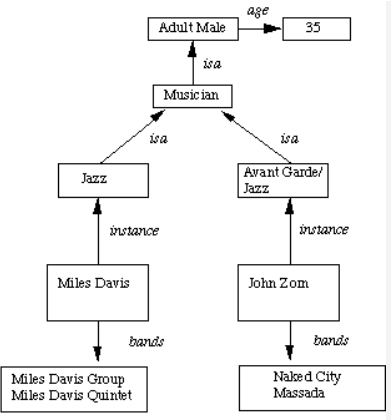 age
Adult Male
35
isa
Musician
isa
isa
Jazz
Avant Garde/
Jazz
instance
instance
Miles Davis
John Zorn
bands
bands
Miles Davis Group
Miles Davis Quintet
Naked City
Massada